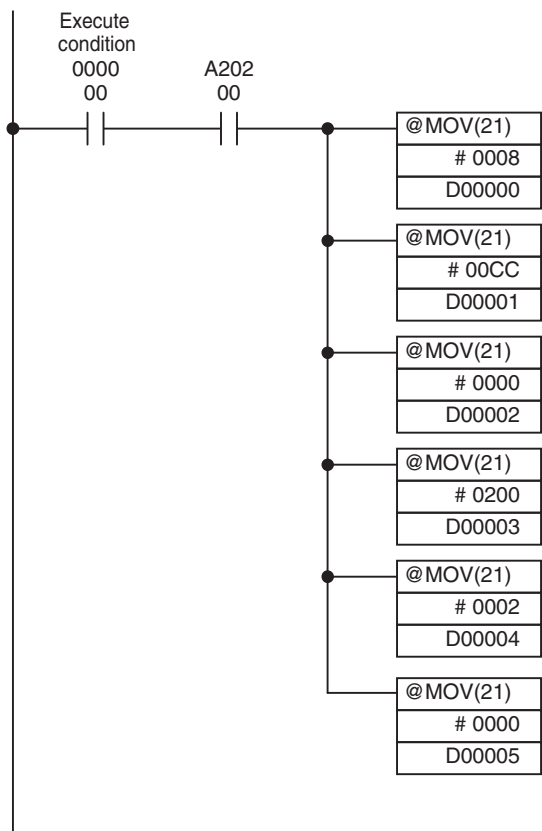 Execute
condition
0000
00
A202
00
@MOV(21)
# 0008
D00000
@MOV(21)
# 00CC
D00001
@MOV(21)
# 0000
D00002
@MOV(21)
# 0200
D00003
@MOV(21)
# 0002
D00004
@MOV(21)
# 0000
D00005